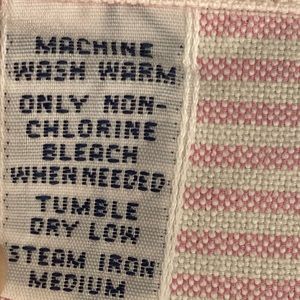 MACHINE
WASH WARM
ONLY NON-
CHLORINE
BLEACH
WHEN NEEDED
TUMBLE
DRY LOW
STEAM IRON
MEDIUM